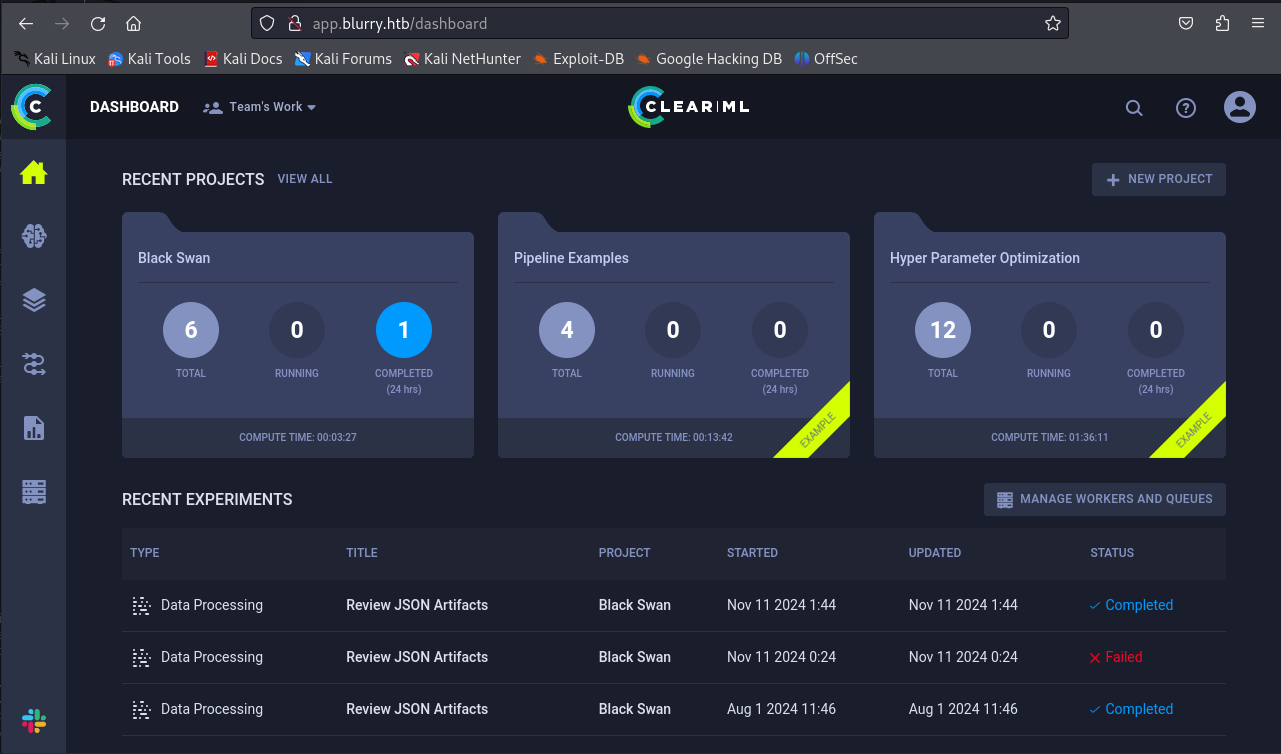 app.blurry.htb/dashboard
Kali Linux Kali Tools Kali Docs Kali Forums Kali NetHunter Exploit-DB Google Hacking DB OffSec
C DASHBOARD Team's Work CLEAR|ML ?
RECENT PROJECTS VIEW ALL + NEW PROJECT
Black Swan Pipeline Examples Hyper Parameter Optimization
6 0 1 4 0 0 12 0 0
TOTAL RUNNING COMPLETED TOTAL RUNNING COMPLETED TOTAL RUNNING COMPLETED
(24 hrs) (24 hrs) (24 hrs)
EXAMPLE EXAMPLE
COMPUTE TIME: 00:03:27 COMPUTE TIME: 00:13:42 COMPUTE TIME: 01:36:11
RECENT EXPERIMENTS MANAGE WORKERS AND QUEUES
TYPE TITLE PROJECT STARTED UPDATED STATUS
Data Processing Review JSON Artifacts Black Swan Nov 11 2024 1:44 Nov 11 2024 1:44 Completed
Data Processing Review JSON Artifacts Black Swan Nov 11 2024 0:24 Nov 11 2024 0:24 Failed
Data Processing Review JSON Artifacts Black Swan Aug 1 2024 11:46 Aug 1 2024 11:46 Completed